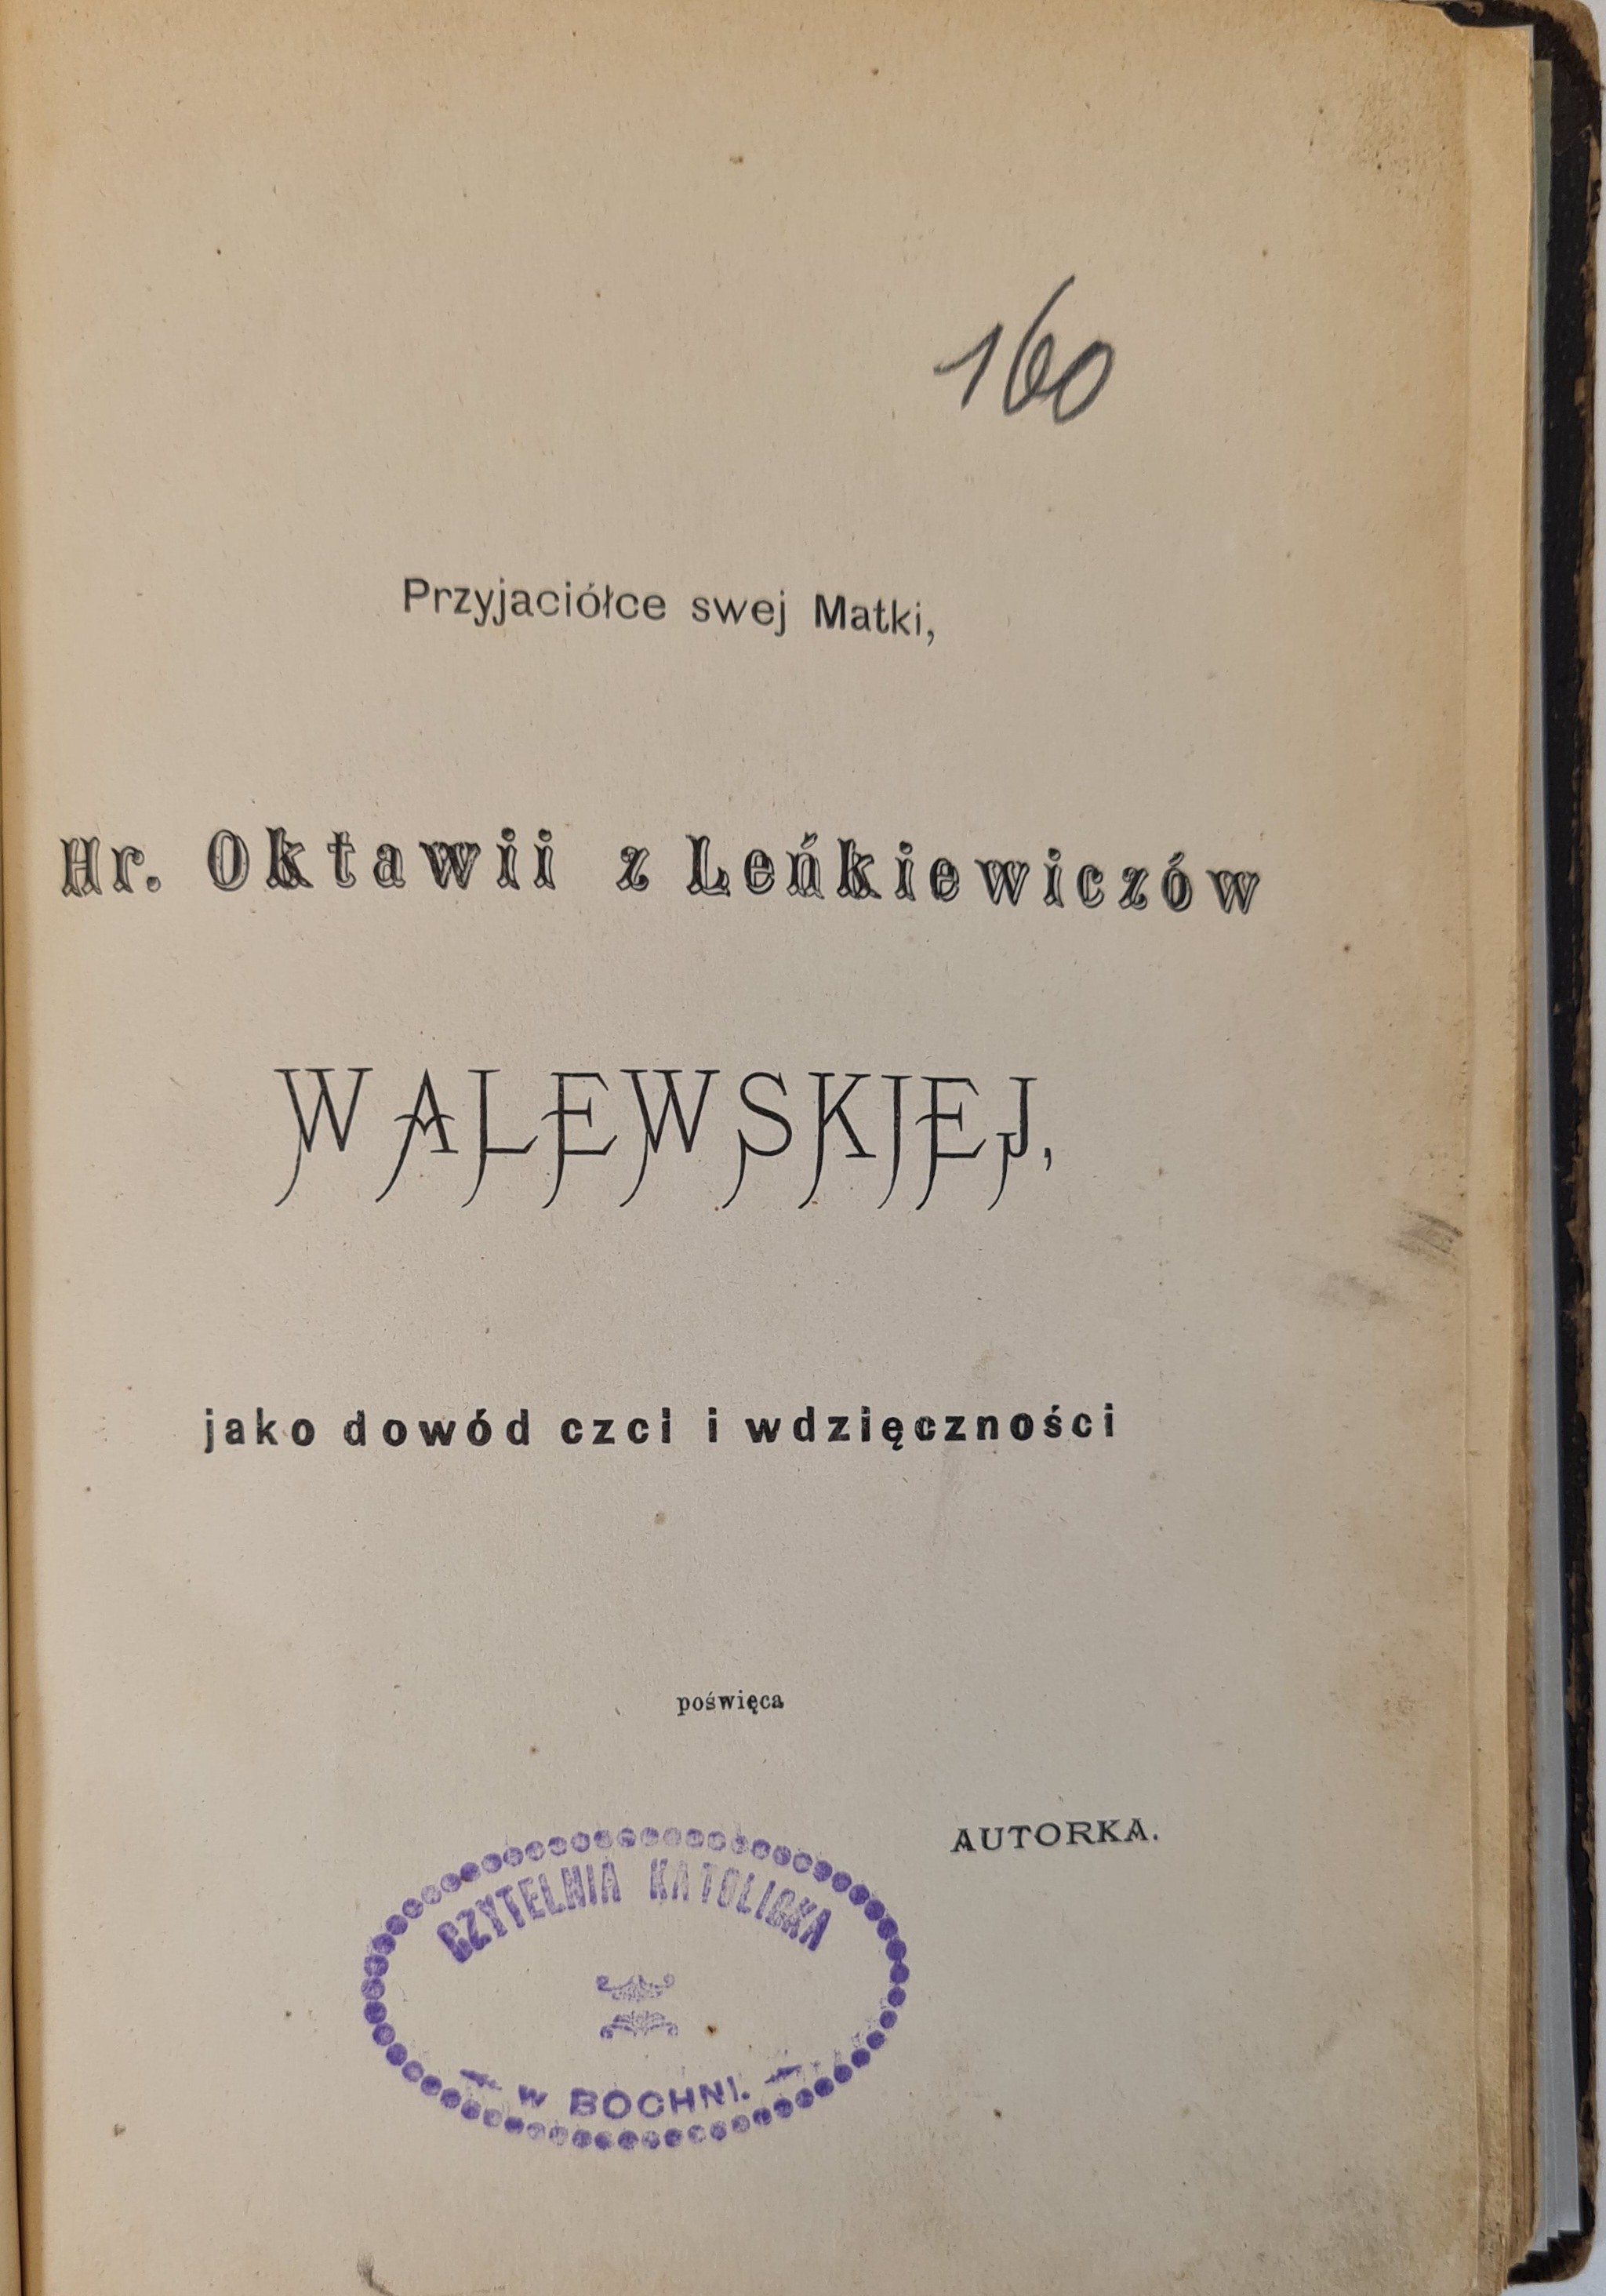 160
Przyjaciółce swej Matki,
Hr. Oktawii z Leńkiewiczów
WALEWSKIEJ,
jako dowód czci i wdzięczności
poświęca
AUTORKA.
CZYTELNIA KATOLICKA
W BOCHNI.